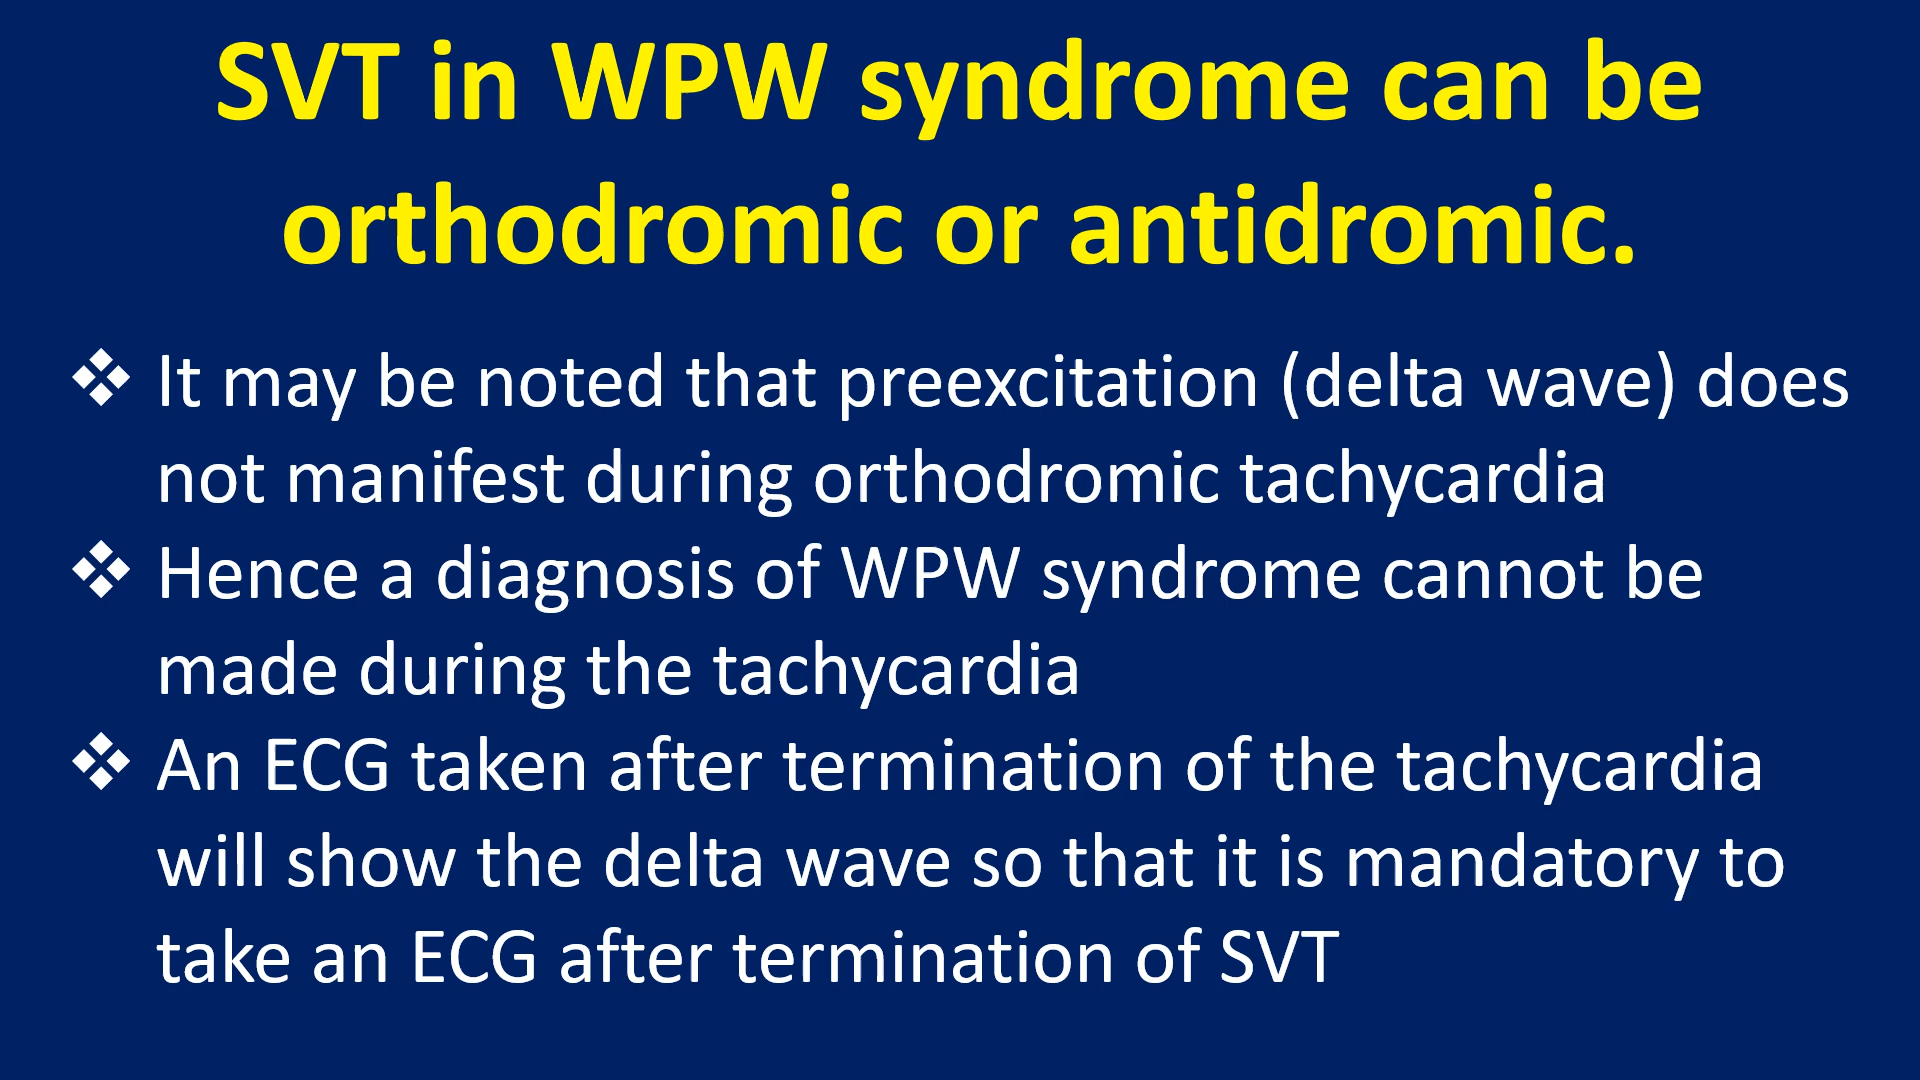 SVT in WPW syndrome can be
orthodromic or antidromic.
❖ It may be noted that preexcitation (delta wave) does
not manifest during orthodromic tachycardia
❖ Hence a diagnosis of WPW syndrome cannot be
made during the tachycardia
❖ An ECG taken after termination of the tachycardia
will show the delta wave so that it is mandatory to
take an ECG after termination of SVT